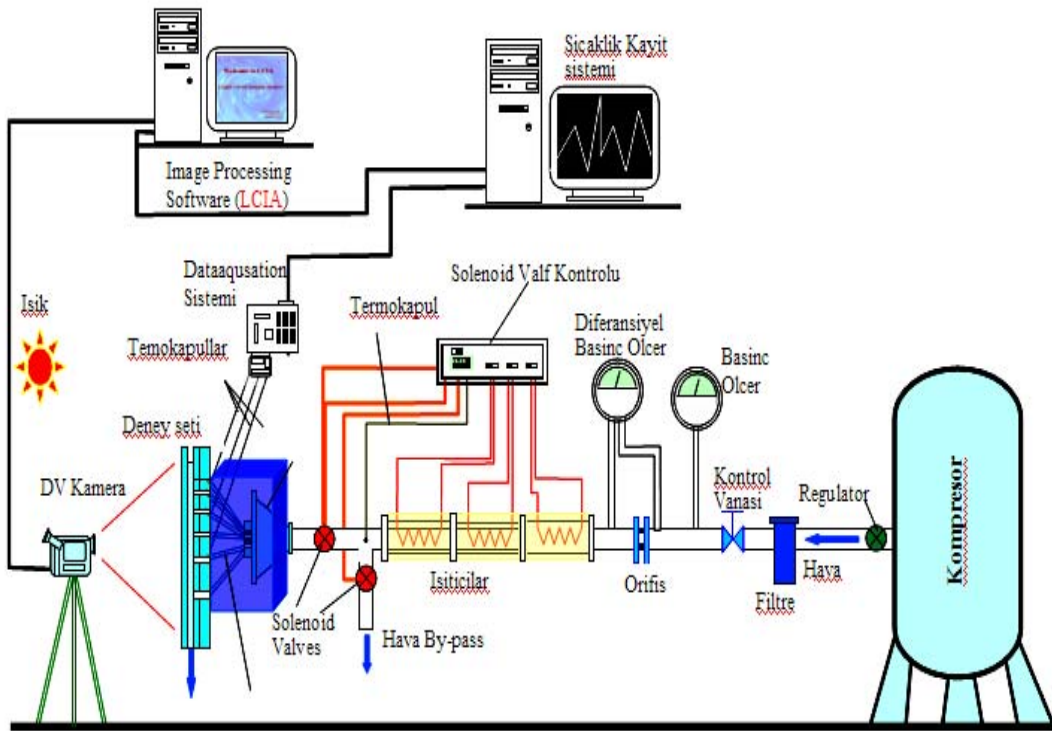 Sicaklik Kayit
sistemi
Image Processing
Software (LCIA)
Dataaqusation
Sistemi
Solenoid Valf Kontrolu
Isik
Termokapul
Temokapullar
Diferansiyel
Basinc Olcer
Basinc
Olcer
Deney seti
DV Kamera
Kontrol
Vanasi
Regulator
Kompresor
Isiticilar
Orifis
Hava
Filtre
Solenoid
Valves
Hava By-pass